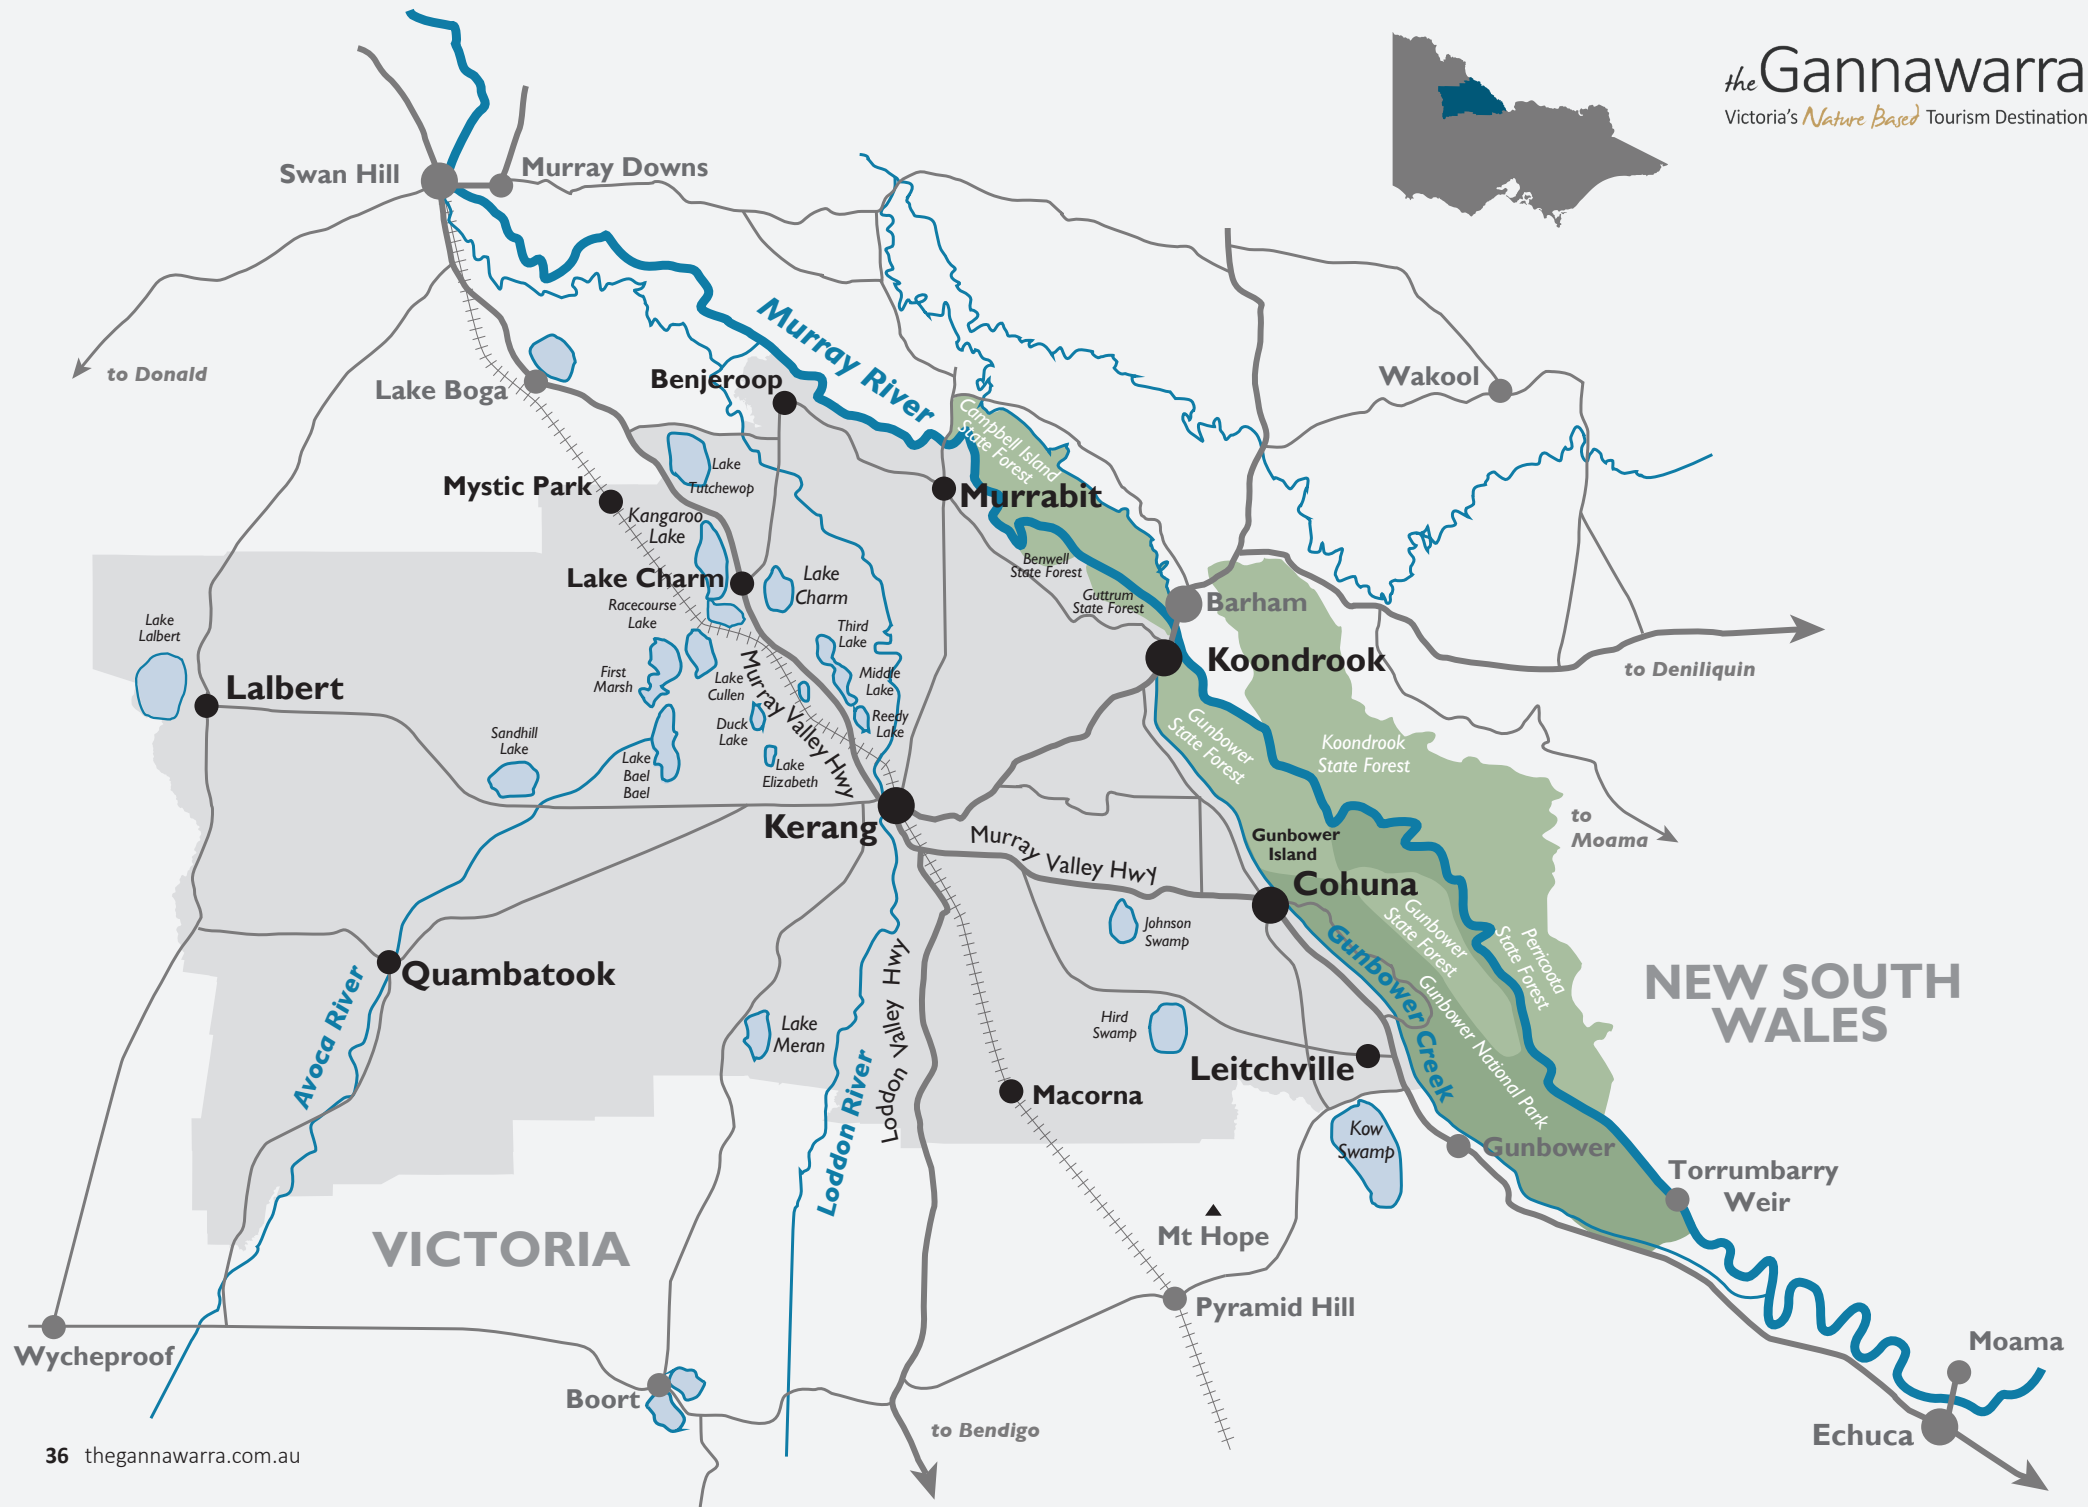 the Gannawarra
Victoria's Nature Based Tourism Destination
Swan Hill
Murray Downs
to Donald
Lake Boga
Murray River
Benjeroop
Wakool
Campbell Island
State Forest
Lake
Tutchewop
Mystic Park
Murrabit
Kangaroo
Lake
Benwell
State Forest
Lake Charm
Lake
Charm
Guttrum
State Forest
Barham
Racecourse
Lake
Lake
Lalbert
Third
Lake
Koondrook
to Deniliquin
First
Marsh
Lake
Cullen
Middle
Lake
Lalbert
Murray Valley Hwy
Duck
Lake
Reedy
Lake
Gunbower
State Forest
Koondrook
State Forest
Sandhill
Lake
Lake
Bael
Bael
Lake
Elizabeth
Kerang
Murray Valley Hwy
Gunbower
Island
to
Moama
Cohuna
Johnson
Swamp
Gunbower
State Forest
Perricoota
State Forest
Gunbower Creek
Gunbower National Park
NEW SOUTH
WALES
Quambatook
Avoca River
Loddon Valley Hwy
Lake
Meran
Hird
Swamp
Leitchville
Macorna
Loddon River
Kow
Swamp
Gunbower
Torrumbarry
Weir
Mt Hope
VICTORIA
Pyramid Hill
Wycheproof
Boort
to Bendigo
Moama
Echuca
36 thegannawarra.com.au